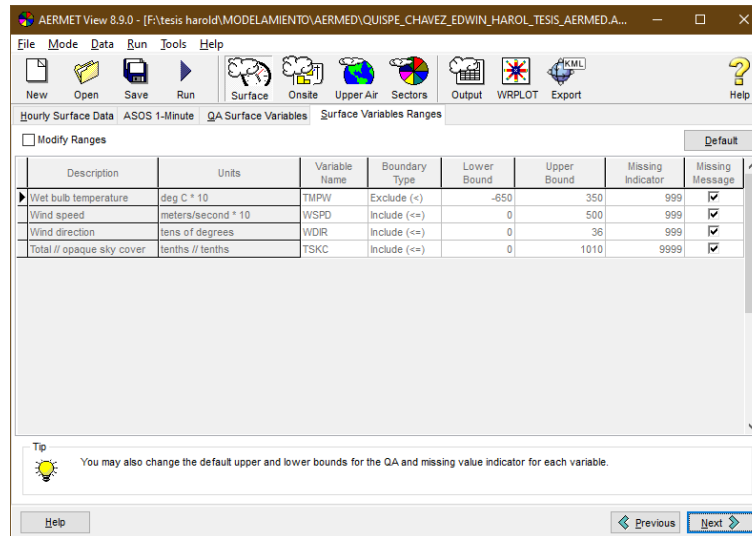 AERMET View 8.9.0 - [F:\tesis harold\MODELAMIENTO\AERMED\QUISPE_CHAVEZ_EDWIN_HAROL_TESIS_AERMED.A...
File Mode Data Run Tools Help
New Open Save Run Surface Onsite Upper Air Sectors Output WRPLOT KML Export Help
Hourly Surface Data ASOS 1-Minute QA Surface Variables Surface Variables Ranges
Modify Ranges Default
Description Units Variable Name Boundary Type Lower Bound Upper Bound Missing Indicator Missing Message
Wet bulb temperature deg C * 10 TMPW Exclude (<) -650 350 999
Wind speed meters/second * 10 WSPD Include (<=) 0 500 999
Wind direction tens of degrees WDIR Include (<=) 0 36 999
Total // opaque sky cover tenths // tenths TSKC Include (<=) 0 1010 9999
Tip
You may also change the default upper and lower bounds for the QA and missing value indicator for each variable.
Help Previous Next